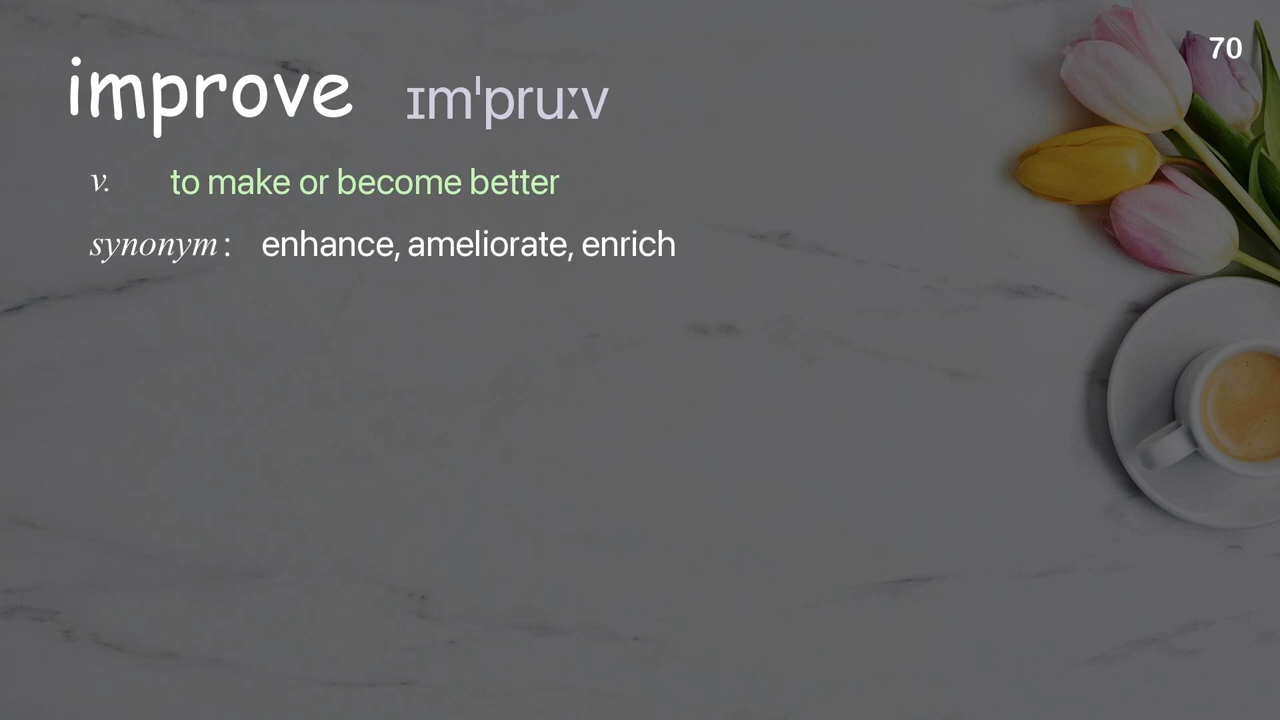 70
improve ɪmˈpruːv
v. to make or become better
synonym: enhance, ameliorate, enrich